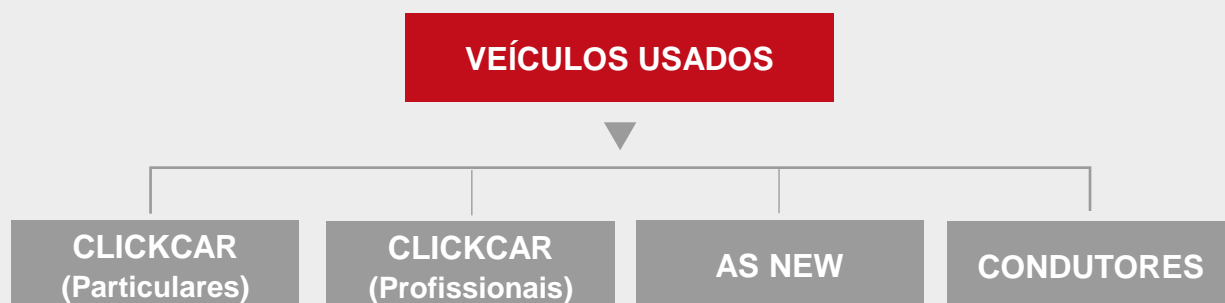 VEÍCULOS USADOS
CLICKCAR
(Particulares)
CLICKCAR
(Profissionais)
AS NEW
CONDUTORES